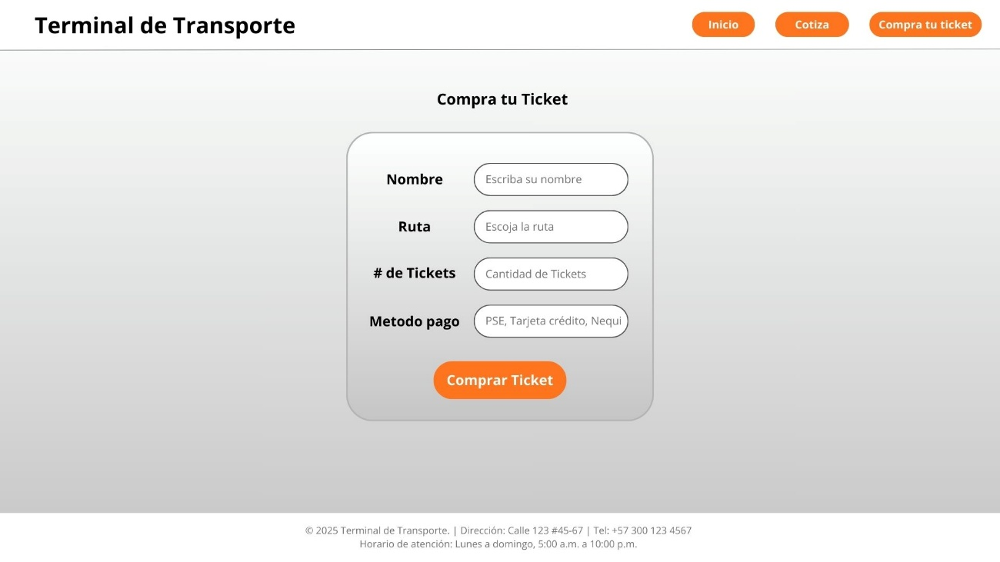 Terminal de Transporte
Inicio
Cotiza
Compra tu ticket
Compra tu Ticket
Nombre
Escriba su nombre
Ruta
Escoja la ruta
# de Tickets
Cantidad de Tickets
Metodo pago
PSE, Tarjeta crédito, Nequi
Comprar Ticket
© 2025 Terminal de Transporte. | Dirección: Calle 123 #45-67 | Tel: +57 300 123 4567
Horario de atención: Lunes a domingo, 5:00 a.m. a 10:00 p.m.